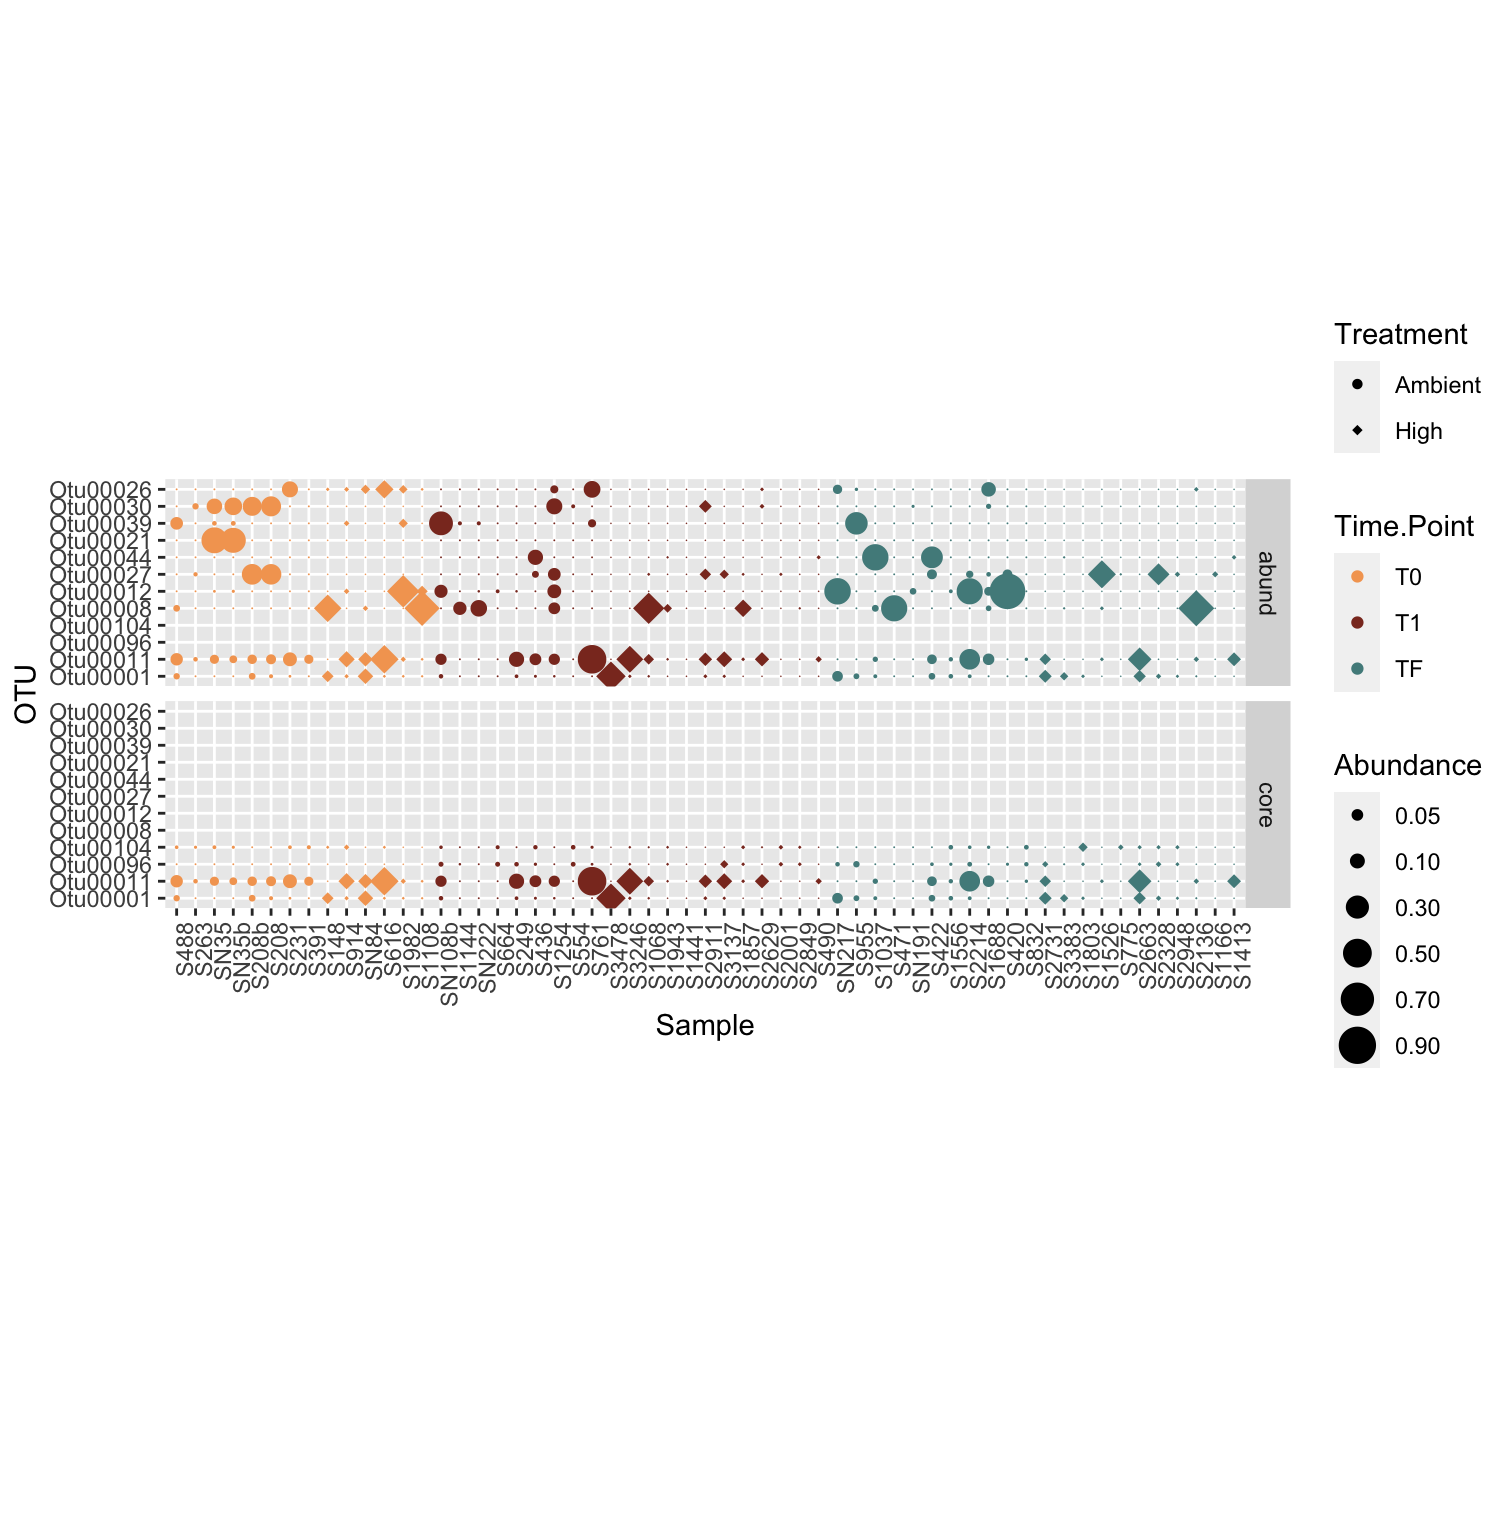 Otu00026
Otu00030
Otu00039
Otu00021
Otu00044
Otu00027
Otu00012
Otu00008
Otu00104
Otu00096
Otu00011
Otu00001
abund
Otu00026
Otu00030
Otu00039
Otu00021
Otu00044
Otu00027
Otu00012
Otu00008
Otu00104
Otu00096
Otu00011
Otu00001
core
OTU
S488
S263
SN35
SN35b
S208b
S208
S231
S391
S148
S914
SN84
S616
S1982
S1108
SN108b
S1144
SN222
S664
S249
S436
S1254
S554
S761
S3478
S3246
S1068
S1943
S1441
S2911
S3137
S1857
S2629
S2001
S2849
S490
SN217
S955
S1037
S471
SN191
S422
S1556
S2214
S1688
S420
S832
S2731
S3383
S1803
S1526
S775
S2663
S2328
S2948
S2136
S1166
S1413
Sample
Treatment
Ambient
High
Time.Point
T0
T1
TF
Abundance
0.05
0.10
0.30
0.50
0.70
0.90